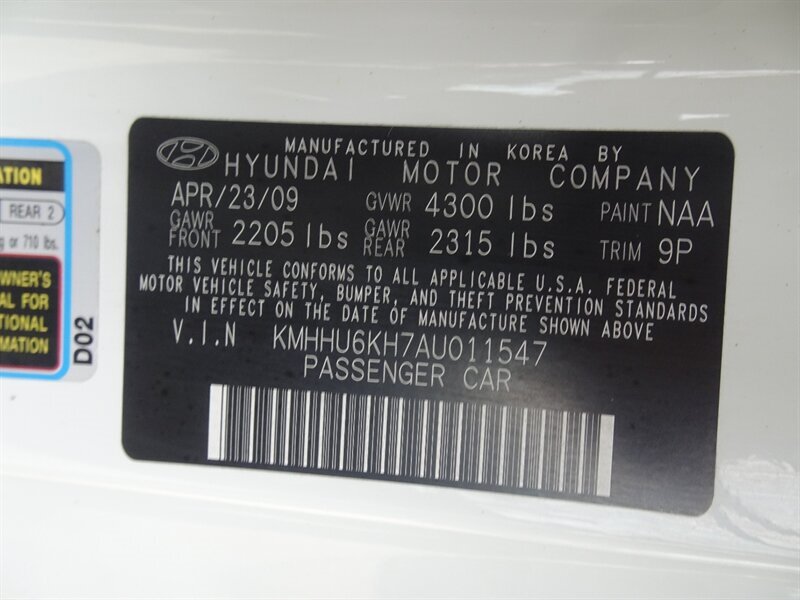 ATION
REAR 2
g or 710 lbs.
WNER'S
AL FOR
TIONAL
RMATION
D02
MANUFACTURED IN KOREA BY
HYUNDAI MOTOR COMPANY
APR/23/09 GVWR 4300 lbs PAINT NAA
GAWR FRONT 2205 lbs GAWR REAR 2315 lbs TRIM 9P
THIS VEHICLE CONFORMS TO ALL APPLICABLE U.S.A. FEDERAL
MOTOR VEHICLE SAFETY, BUMPER, AND THEFT PREVENTION STANDARDS
IN EFFECT ON THE DATE OF MANUFACTURE SHOWN ABOVE
V.I.N KMHHU6KH7AU011547
PASSENGER CAR